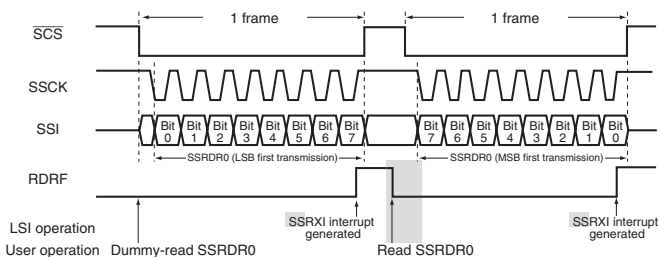 1 frame 1 frame
SCS
SSCK
SSI Bit 0 Bit 1 Bit 2 Bit 3 Bit 4 Bit 5 Bit 6 Bit 7 Bit 7 Bit 6 Bit 5 Bit 4 Bit 3 Bit 2 Bit 1 Bit 0
SSRDR0 (LSB first transmission) SSRDR0 (MSB first transmission)
RDRF
LSI operation SSRXI interrupt generated SSRXI interrupt generated
User operation Dummy-read SSRDR0 Read SSRDR0